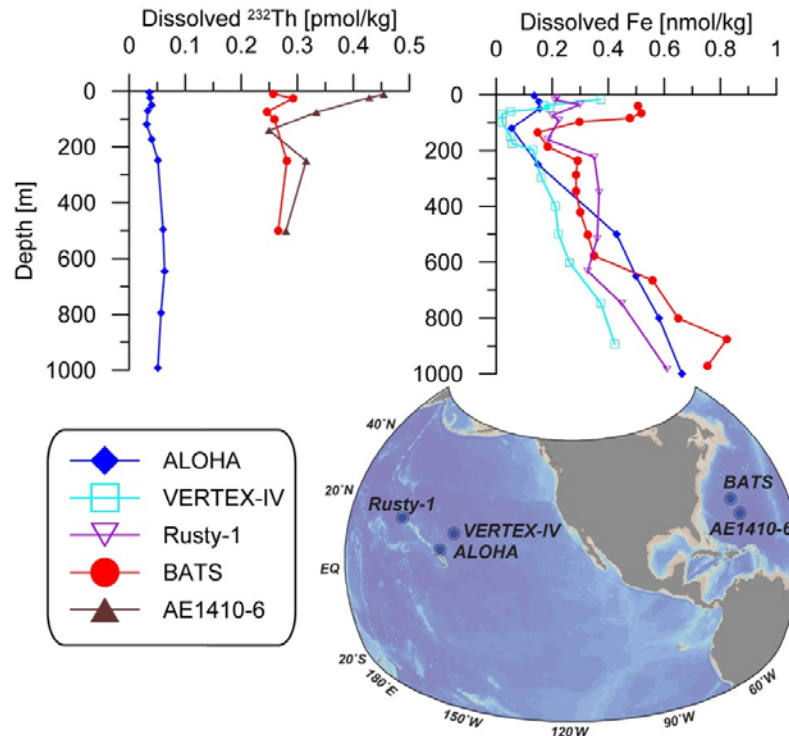 Dissolved ²³²Th [pmol/kg]
0 0.1 0.2 0.3 0.4 0.5
Depth [m]
0
200
400
600
800
1000
Dissolved Fe [nmol/kg]
0 0.2 0.4 0.6 0.8 1
0
200
400
600
800
1000
ALOHA
VERTEX-IV
Rusty-1
BATS
AE1410-6
40˚N
20˚N
EQ
20˚S
180˚E
150˚W
120˚W
90˚W
60˚W
Rusty-1
VERTEX-IV
ALOHA
BATS
AE1410-6